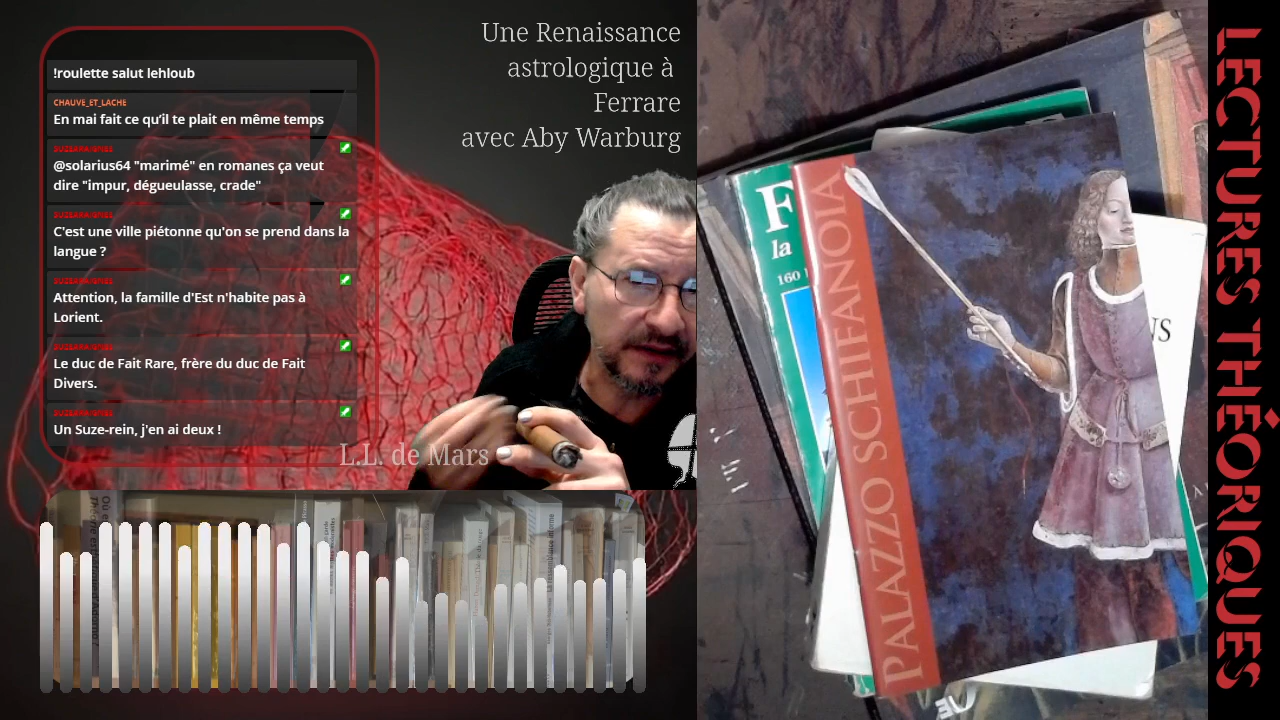 !roulette salut lehloub
CHAUVE_ET_LACHE
En mai fait ce qu'il te plait en même temps
@solarius64 "marimé" en romanes ça veut
dire "impur, dégueulasse, crade"
C'est une ville piétonne qu'on se prend dans la
langue ?
Attention, la famille d'Est n'habite pas à
Lorient.
Le duc de Fait Rare, frère du duc de Fait
Divers.
Un Suze-rein, j'en ai deux !
Une Renaissance
astrologique à
Ferrare
avec Aby Warburg
L.L. de Mars
F
la
160
PALAZZO SCHIFANOIA
US
LECTURES THÉORIQUES